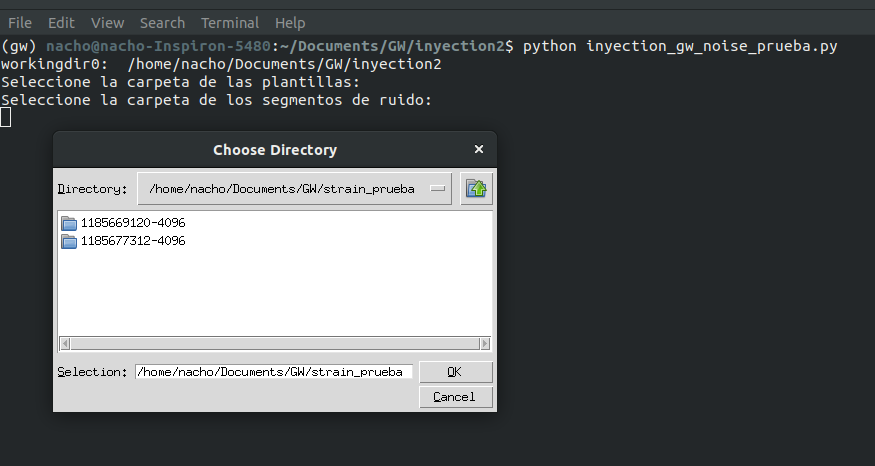 File Edit View Search Terminal Help
(gw) nacho@nacho-Inspiron-5480:~/Documents/GW/inyection2$ python inyection_gw_noise_prueba.py
workingdir0:  /home/nacho/Documents/GW/inyection2
Seleccione la carpeta de las plantillas:
Seleccione la carpeta de los segmentos de ruido:
Choose Directory
Directory: /home/nacho/Documents/GW/strain_prueba
1185669120-4096
1185677312-4096
Selection: /home/nacho/Documents/GW/strain_prueba OK
Cancel